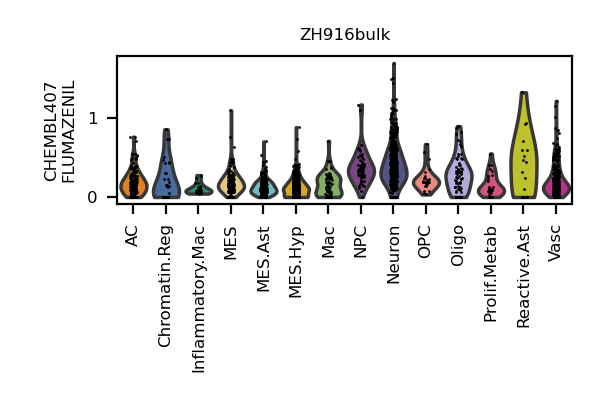 ZH916bulk
CHEMBL407
FLUMAZENIL
1
0
AC
Chromatin.Reg
Inflammatory.Mac
MES
MES.Ast
MES.Hyp
Mac
NPC
Neuron
OPC
Oligo
Prolif.Metab
Reactive.Ast
Vasc